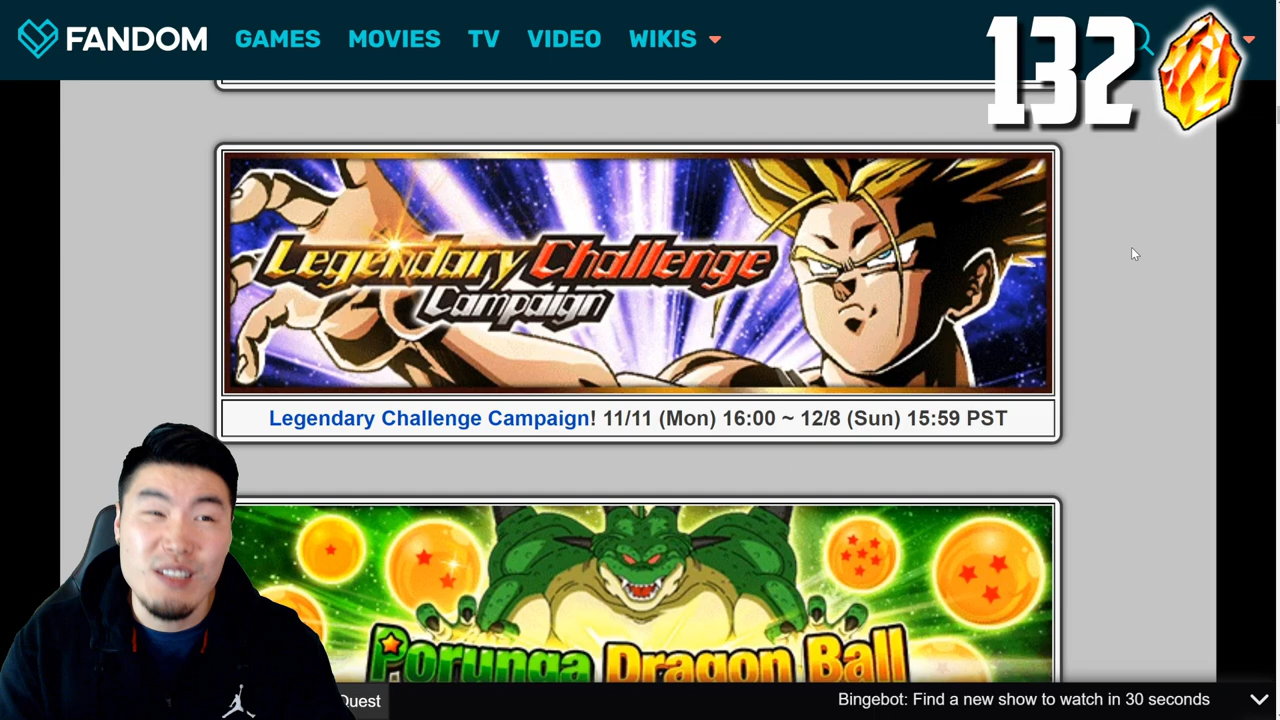 FANDOM GAMES MOVIES TV VIDEO WIKIS
132
Legendary Challenge
Campaign
Legendary Challenge Campaign! 11/11 (Mon) 16:00 ~ 12/8 (Sun) 15:59 PST
Porunga Dragon Ball
Quest
Bingebot: Find a new show to watch in 30 seconds